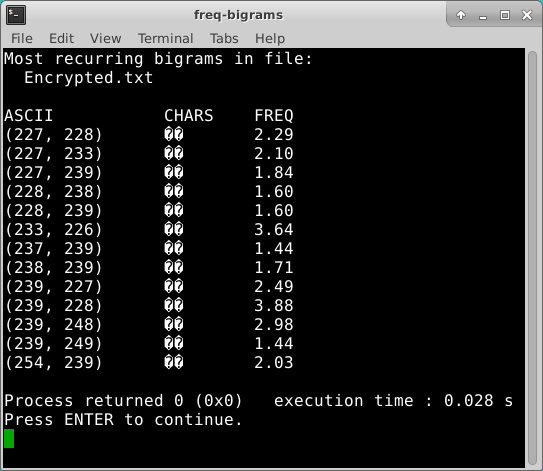 freq-bigrams
File Edit View Terminal Tabs Help
Most recurring bigrams in file:
Encrypted.txt
ASCII CHARS FREQ
(227, 228) �� 2.29
(227, 233) �� 2.10
(227, 239) �� 1.84
(228, 238) �� 1.60
(228, 239) �� 1.60
(233, 226) �� 3.64
(237, 239) �� 1.44
(238, 239) �� 1.71
(239, 227) �� 2.49
(239, 228) �� 3.88
(239, 248) �� 2.98
(239, 249) �� 1.44
(254, 239) �� 2.03
Process returned 0 (0x0) execution time : 0.028 s
Press ENTER to continue.